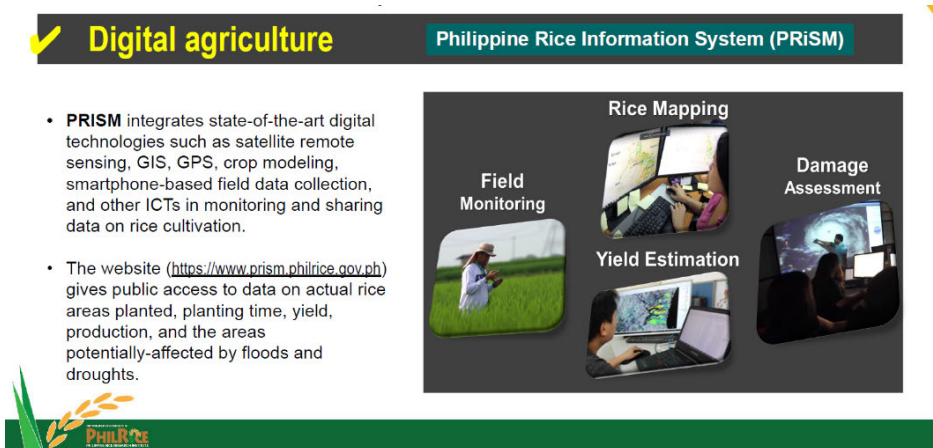 ✔ Digital agriculture
Philippine Rice Information System (PRiSM)
• PRISM integrates state-of-the-art digital
technologies such as satellite remote
sensing, GIS, GPS, crop modeling,
smartphone-based field data collection,
and other ICTs in monitoring and sharing
data on rice cultivation.
• The website (https://www.prism.philrice.gov.ph)
gives public access to data on actual rice
areas planted, planting time, yield,
production, and the areas
potentially-affected by floods and
droughts.
Rice Mapping
Field
Monitoring
Damage
Assessment
Yield Estimation
PHILRICE
PHILIPPINE RICE RESEARCH INSTITUTE